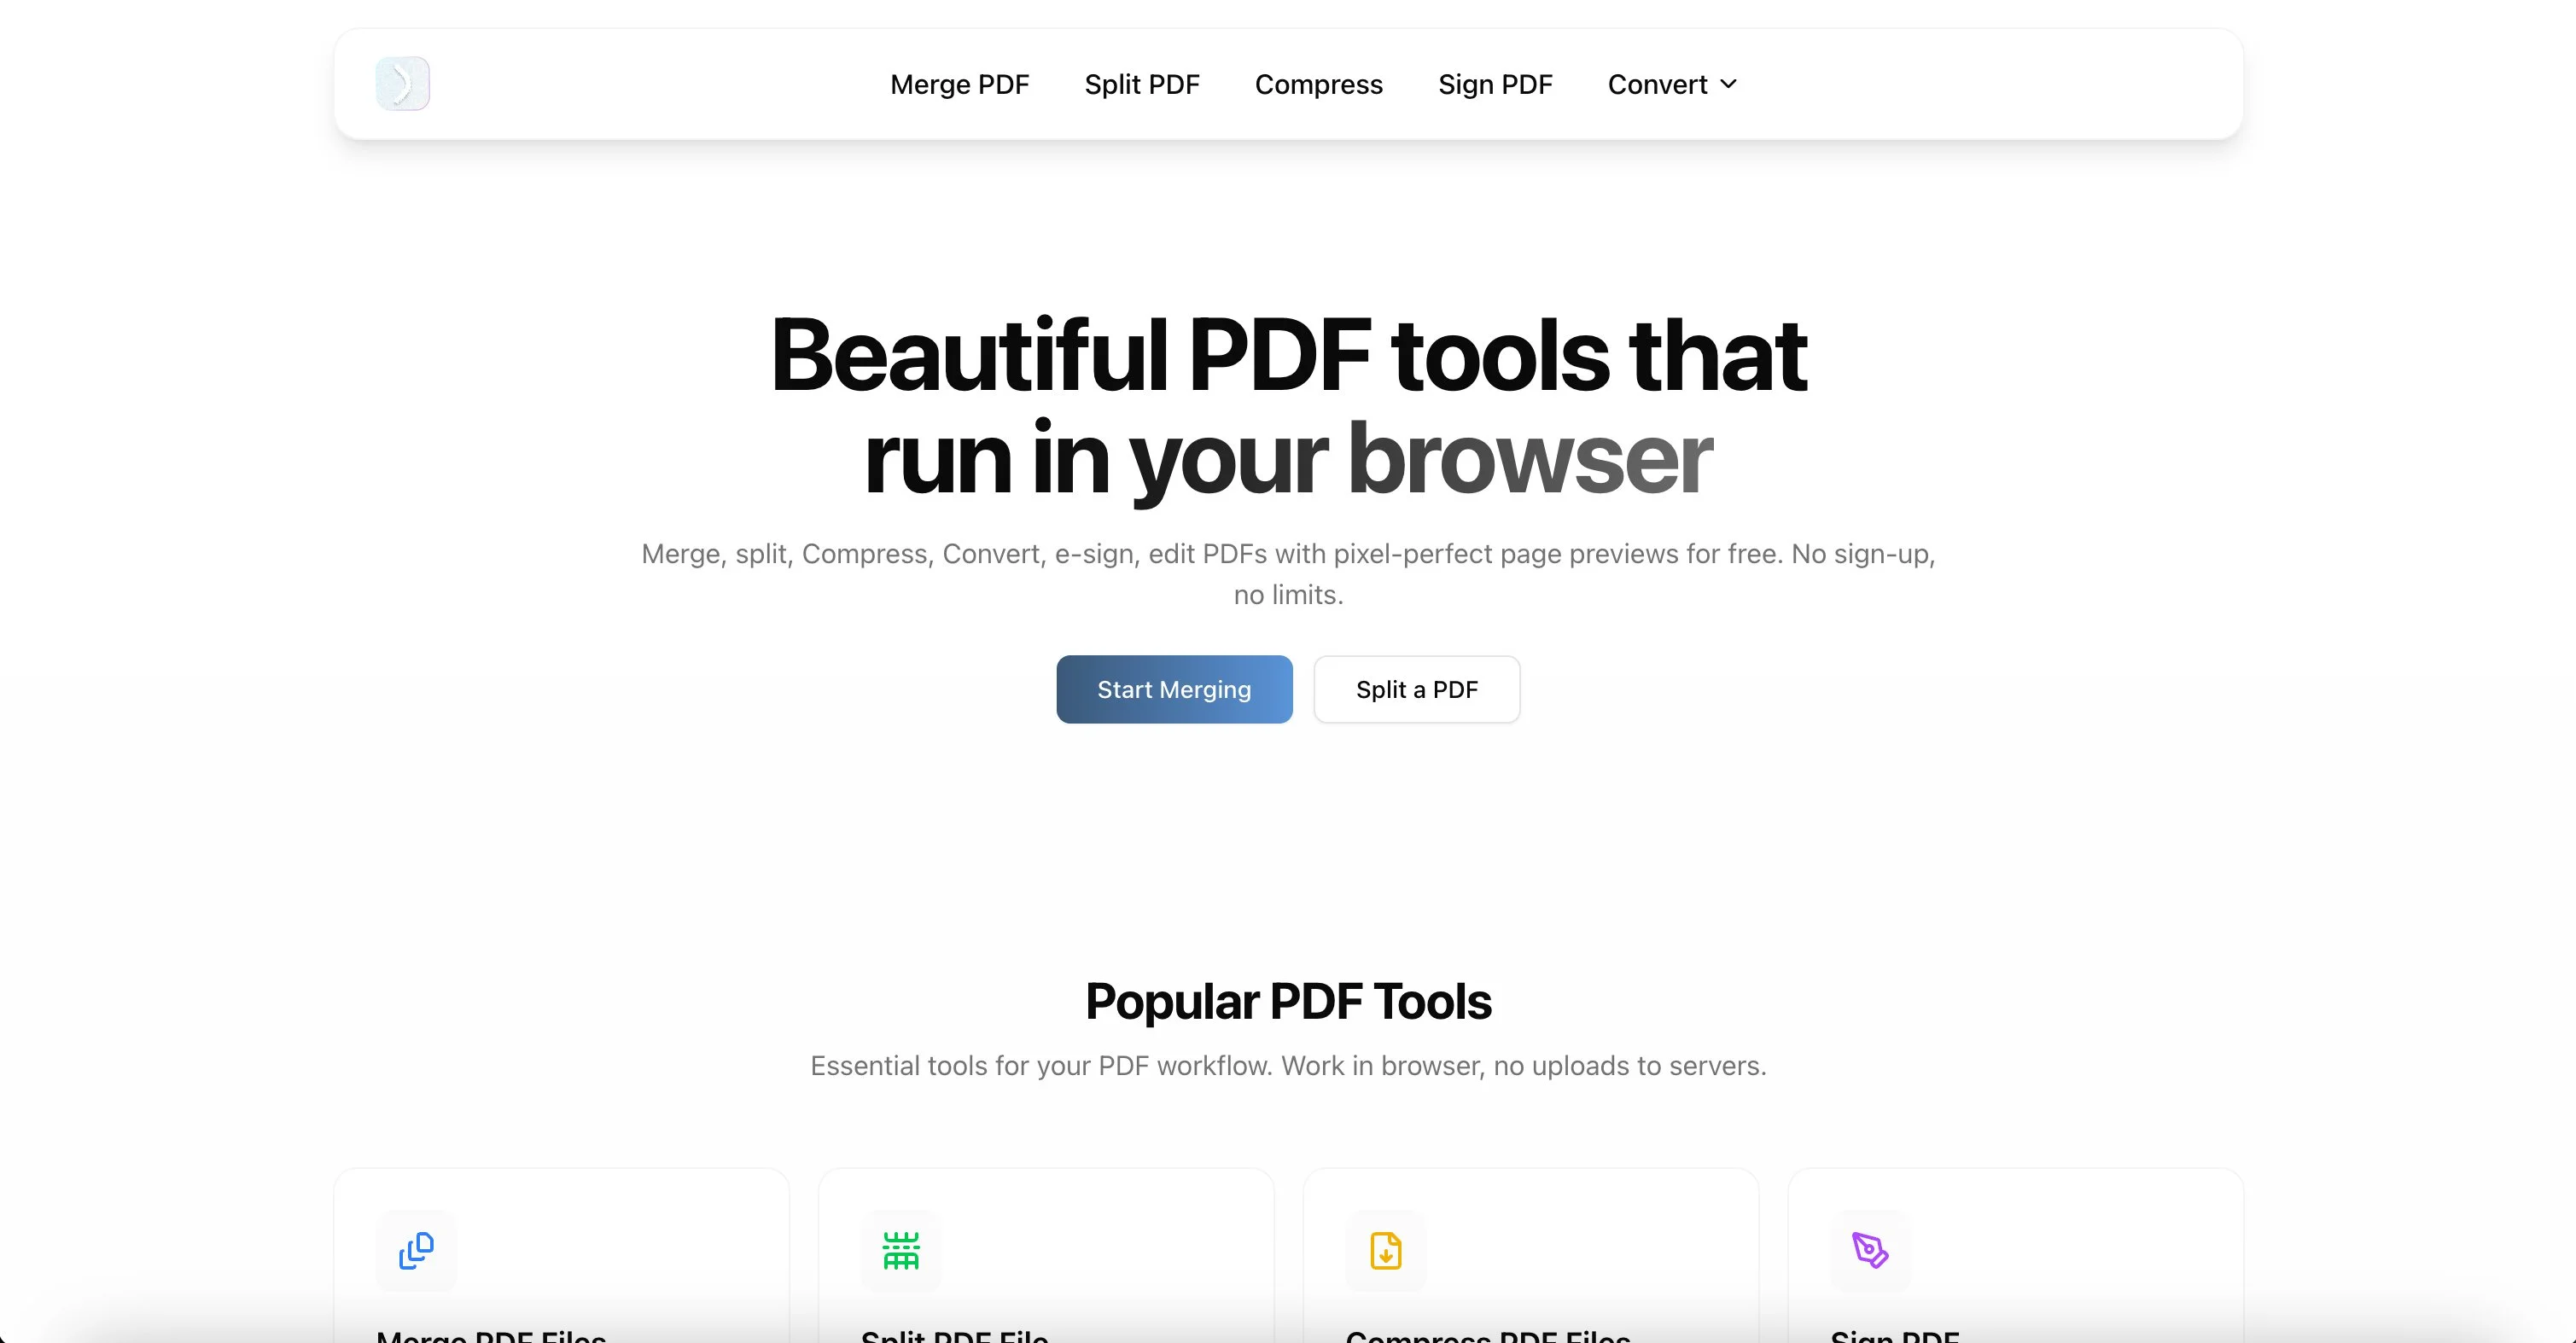 Merge PDF Split PDF Compress Sign PDF Convert
Beautiful PDF tools that
run in your browser
Merge, split, Compress, Convert, e-sign, edit PDFs with pixel-perfect page previews for free. No sign-up,
no limits.
Start Merging Split a PDF
Popular PDF Tools
Essential tools for your PDF workflow. Work in browser, no uploads to servers.
Merge PDF Files Split PDF File Compress PDF Files Sign PDF